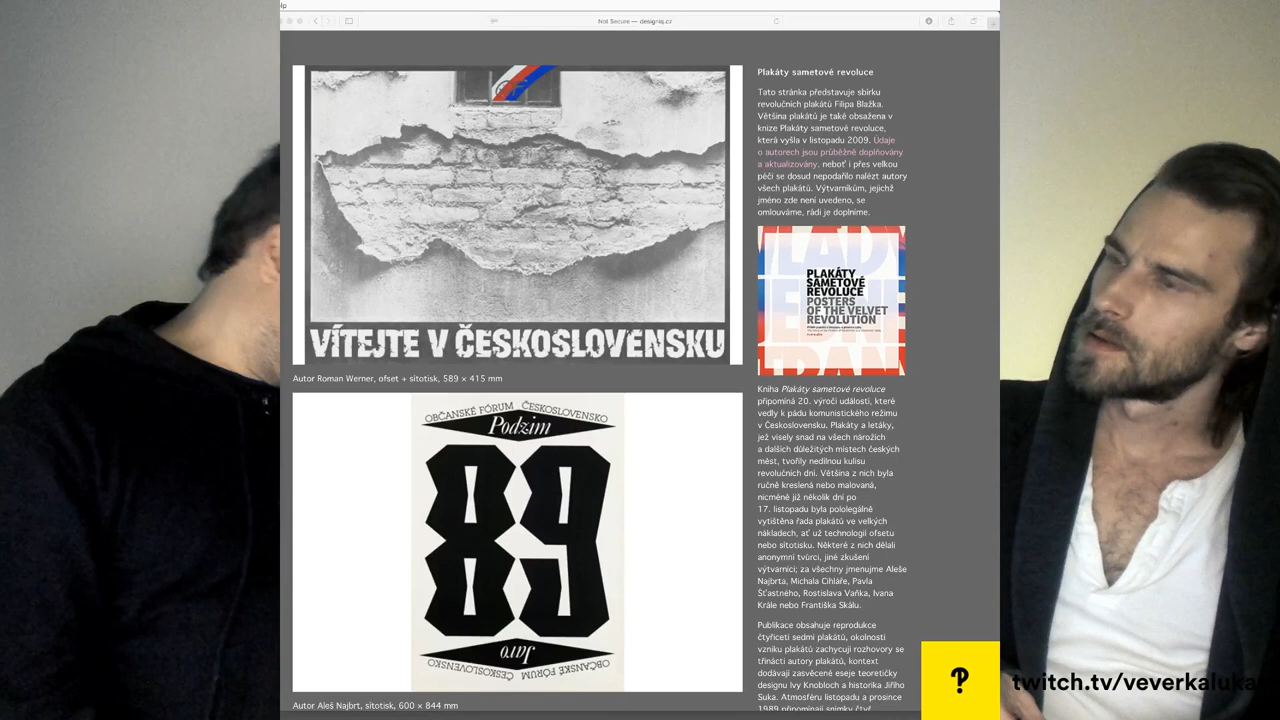 lp
Not Secure — designiq.cz
VÍTEJTE V ČESKOSLOVENSKU
Autor Roman Werner, ofset + sítotisk, 589 × 415 mm
OBČANSKÉ FÓRUM ČESKOSLOVENSKO
Podzim
89
Jaro
OBČANSKÉ FÓRUM ČESKOSLOVENSKO
Autor Aleš Najbrt, sítotisk, 600 × 844 mm
Plakáty sametové revoluce
Tato stránka představuje sbírku
revolučních plakátů Filipa Blažka.
Většina plakátů je také obsažena v
knize Plakáty sametové revoluce,
která vyšla v listopadu 2009. Údaje
o autorech jsou průběžně doplňovány
a aktualizovány, neboť i přes velkou
péči se dosud nepodařilo nalézt autory
všech plakátů. Výtvarníkům, jejichž
jméno zde není uvedeno, se
omlouváme, rádi je doplníme.
PLAKÁTY
SAMETOVÉ
REVOLUCE
POSTERS
OF THE VELVET
REVOLUTION
Kniha Plakáty sametové revoluce
připomíná 20. výročí událostí, které
vedly k pádu komunistického režimu
v Československu. Plakáty a letáky,
jež visely snad na všech nárožích
a dalších důležitých místech českých
měst, tvořily nedílnou kulisu
revolučních dní. Většina z nich byla
ručně kreslená nebo malovaná,
nicméně již několik dní po
17. listopadu byla pololegálně
vytištěna řada plakátů ve velkých
nákladech, ať už technologií ofsetu
nebo sítotisku. Některé z nich dělali
anonymní tvůrci, jiné zkušení
výtvarníci; za všechny jmenujme Aleše
Najbrta, Michala Cihláře, Pavla
Šťastného, Rostislava Vaňka, Ivana
Krále nebo Františka Skálu.
Publikace obsahuje reprodukce
čtyřiceti sedmi plakátů, okolnosti
vzniku plakátů zachycují rozhovory se
třinácti autory plakátů, kontext
dodávají zasvěcené eseje teoretičky
designu Ivy Knobloch a historika Jiřího
Suka. Atmosféru listopadu a prosince
1989 připomínají snímky čtyř
?
twitch.tv/veverkaluka